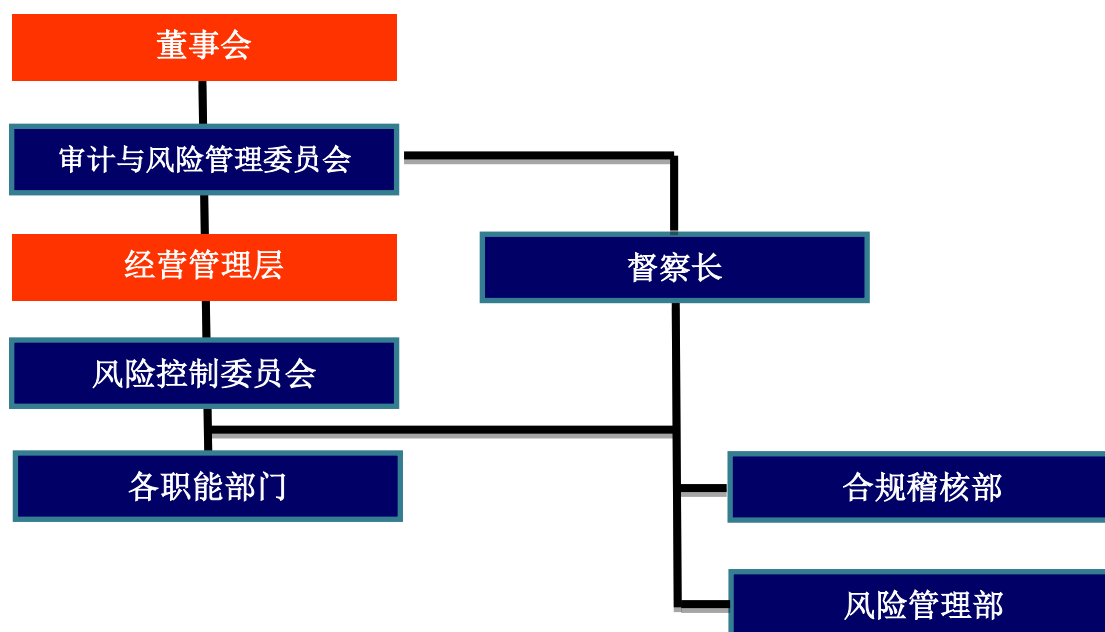 董事会
审计与风险管理委员会
经营管理层
督察长
风险控制委员会
各职能部门
合规稽核部
风险管理部